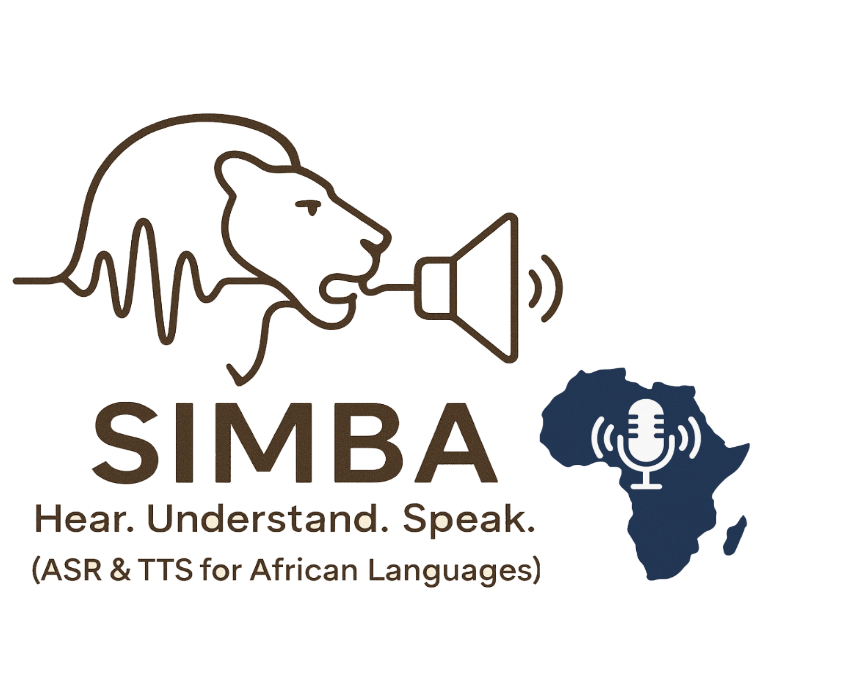 SIMBA
Hear. Understand. Speak.
(ASR & TTS for African Languages)